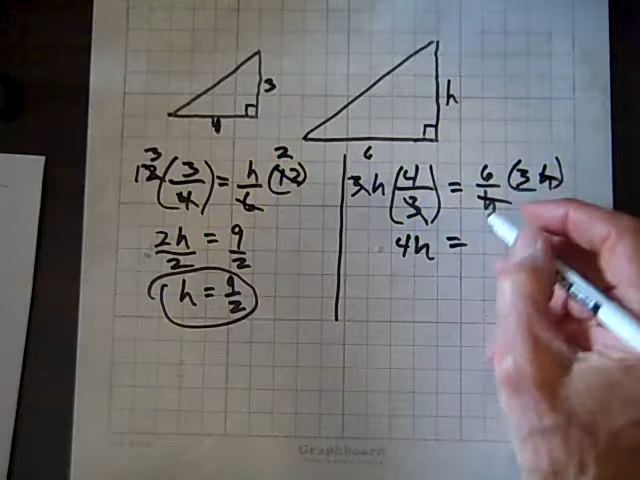 3
4
h
6
3 2
12(3/4) = h/6 (12)
2h/2 = 9/2
h = 9/2
3h(4/3) = 6/h (3h)
4h =
Graphboard